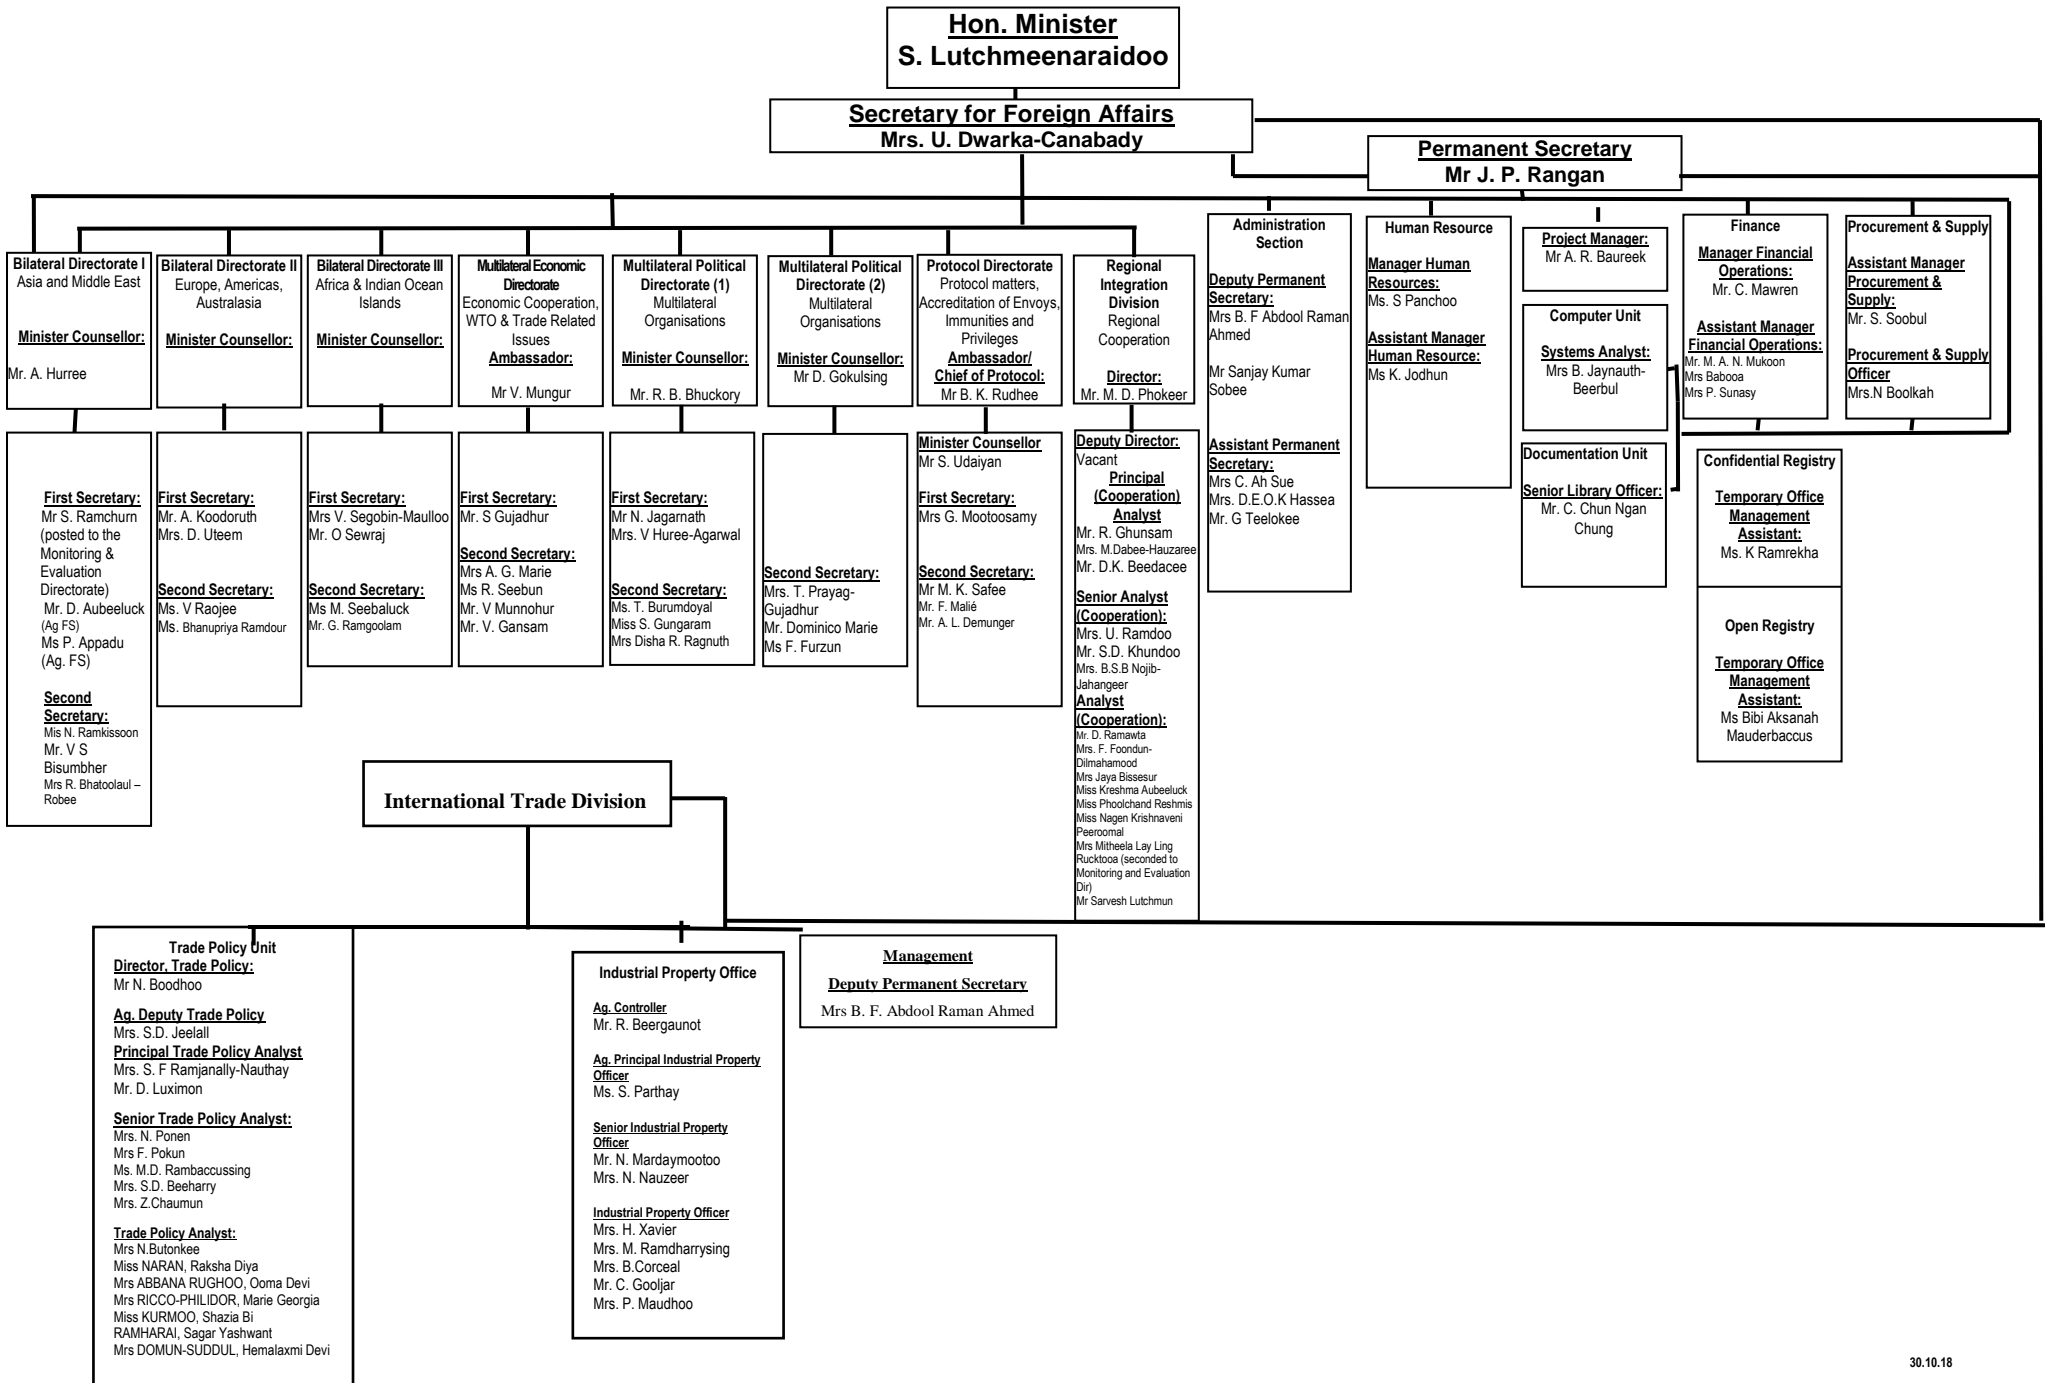 Hon. Minister
S. Lutchmeenaraidoo
Secretary for Foreign Affairs
Mrs. U. Dwarka-Canabady
Permanent Secretary
Mr J. P. Rangan
Bilateral Directorate I
Asia and Middle East
Minister Counsellor:
Mr. A. Hurree
Bilateral Directorate II
Europe, Americas,
Australasia
Minister Counsellor:
Bilateral Directorate III
Africa & Indian Ocean
Islands
Minister Counsellor:
Multilateral Economic
Directorate
Economic Cooperation,
WTO & Trade Related
Issues
Ambassador:
Mr V. Mungur
Multilateral Political
Directorate (1)
Multilateral
Organisations
Minister Counsellor:
Mr. R. B. Bhuckory
Multilateral Political
Directorate (2)
Multilateral
Organisations
Minister Counsellor:
Mr D. Gokulsing
Protocol Directorate
Protocol matters,
Accreditation of Envoys,
Immunities and
Privileges
Ambassador/
Chief of Protocol:
Mr B. K. Rudhee
Regional
Integration
Division
Regional
Cooperation
Director:
Mr. M. D. Phokeer
Administration
Section
Deputy Permanent
Secretary:
Mrs B. F Abdool Raman
Ahmed
Mr Sanjay Kumar
Sobee
Assistant Permanent
Secretary:
Mrs C. Ah Sue
Mrs. D.E.O.K Hassea
Mr. G Teelokee
Human Resource
Manager Human
Resources:
Ms. S Panchoo
Assistant Manager
Human Resource:
Ms K. Jodhun
Project Manager:
Mr A. R. Baureek
Computer Unit
Systems Analyst:
Mrs B. Jaynauth-
Beerbul
Documentation Unit
Senior Library Officer:
Mr. C. Chun Ngan
Chung
Finance
Manager Financial
Operations:
Mr. C. Mawren
Assistant Manager
Financial Operations:
Mr. M. A. N. Mukoon
Mrs Babooa
Mrs P. Sunasy
Procurement & Supply
Assistant Manager
Procurement &
Supply:
Mr. S. Soobul
Procurement & Supply
Officer
Mrs.N Boolkah
Confidential Registry
Temporary Office
Management
Assistant:
Ms. K Ramrekha
Open Registry
Temporary Office
Management
Assistant:
Ms Bibi Aksanah
Mauderbaccus
First Secretary:
Mr S. Ramchurn
(posted to the
Monitoring &
Evaluation
Directorate)
Mr. D. Aubeeluck
(Ag FS)
Ms P. Appadu
(Ag. FS)
Second
Secretary:
Mis N. Ramkissoon
Mr. V S
Bisumbher
Mrs R. Bhatoolaul –
Robee
First Secretary:
Mr. A. Koodoruth
Mrs. D. Uteem
Second Secretary:
Ms. V Raojee
Ms. Bhanupriya Ramdour
First Secretary:
Mrs V. Segobin-Maulloo
Mr. O Sewraj
Second Secretary:
Ms M. Seebaluck
Mr. G. Ramgoolam
First Secretary:
Mr. S Gujadhur
Second Secretary:
Mrs A. G. Marie
Ms R. Seebun
Mr. V Munnohur
Mr. V. Gansam
First Secretary:
Mr N. Jagarnath
Mrs. V Huree-Agarwal
Second Secretary:
Ms. T. Burumdoyal
Miss S. Gungaram
Mrs Disha R. Ragnuth
Second Secretary:
Mrs. T. Prayag-
Gujadhur
Mr. Dominico Marie
Ms F. Furzun
Minister Counsellor
Mr S. Udaiyan
First Secretary:
Mrs G. Mootoosamy
Second Secretary:
Mr M. K. Safee
Mr. F. Malié
Mr. A. L. Demunger
Deputy Director:
Vacant
Principal
(Cooperation)
Analyst
Mr. R. Ghunsam
Mrs. M.Dabee-Hauzaree
Mr. D.K. Beedacee
Senior Analyst
(Cooperation):
Mrs. U. Ramdoo
Mr. S.D. Khundoo
Mrs. B.S.B Nojib-
Jahangeer
Analyst
(Cooperation):
Mr. D. Ramawta
Mrs. F. Foondun-
Dilmahamood
Mrs Jaya Bissesur
Miss Kreshma Aubeeluck
Miss Phoolchand Reshmis
Miss Nagen Krishnaveni
Peeroomal
Mrs Mitheela Lay Ling
Rucktooa (seconded to
Monitoring and Evaluation
Dir)
Mr Sarvesh Lutchmun
International Trade Division
Trade Policy Unit
Director, Trade Policy:
Mr N. Boodhoo
Ag. Deputy Trade Policy
Mrs. S.D. Jeelall
Principal Trade Policy Analyst
Mrs. S. F Ramjanally-Nauthay
Mr. D. Luximon
Senior Trade Policy Analyst:
Mrs. N. Ponen
Mrs F. Pokun
Ms. M.D. Rambaccussing
Mrs. S.D. Beeharry
Mrs. Z.Chaumun
Trade Policy Analyst:
Mrs N.Butonkee
Miss NARAN, Raksha Diya
Mrs ABBANA RUGHOO, Ooma Devi
Mrs RICCO-PHILIDOR, Marie Georgia
Miss KURMOO, Shazia Bi
RAMHARAI, Sagar Yashwant
Mrs DOMUN-SUDDUL, Hemalaxmi Devi
Industrial Property Office
Ag. Controller
Mr. R. Beergaunot
Ag. Principal Industrial Property
Officer
Ms. S. Parthay
Senior Industrial Property
Officer
Mr. N. Mardaymootoo
Mrs. N. Nauzeer
Industrial Property Officer
Mrs. H. Xavier
Mrs. M. Ramdharrysing
Mrs. B.Corceal
Mr. C. Gooljar
Mrs. P. Maudhoo
Management
Deputy Permanent Secretary
Mrs B. F. Abdool Raman Ahmed
30.10.18